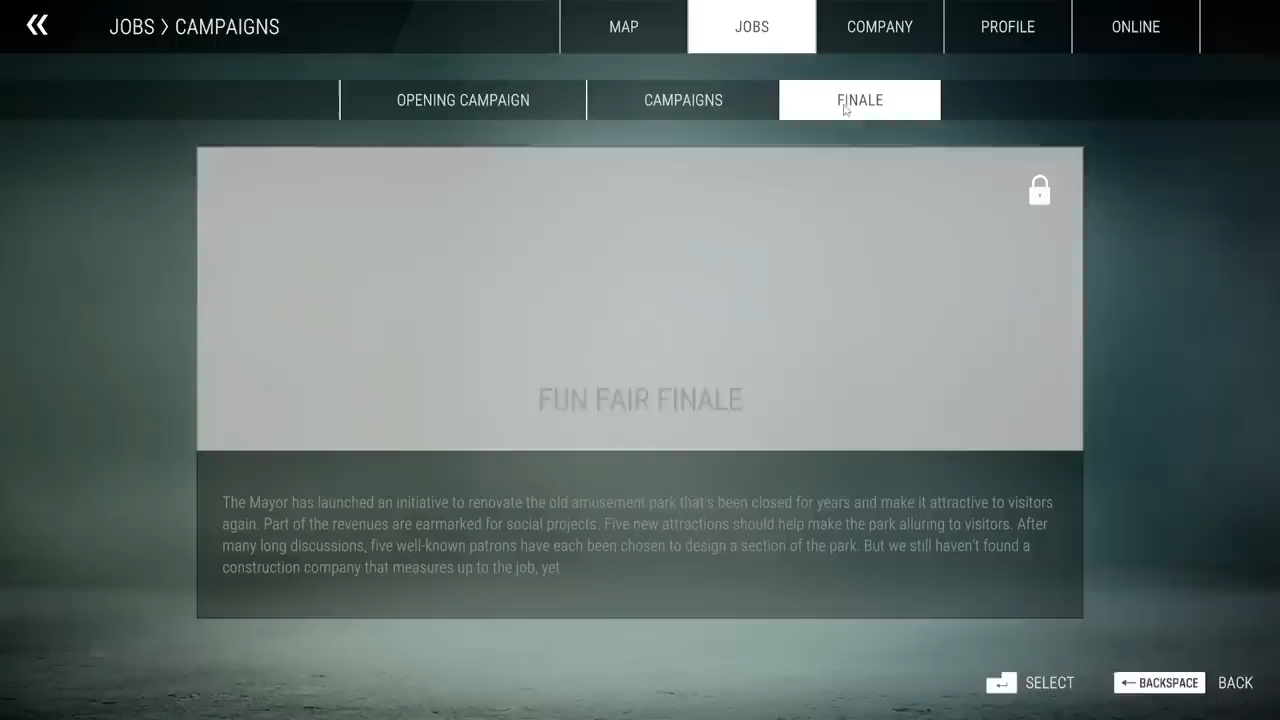 JOBS > CAMPAIGNS
MAP
JOBS
COMPANY
PROFILE
ONLINE
OPENING CAMPAIGN
CAMPAIGNS
FINALE
FUN FAIR FINALE
The Mayor has launched an initiative to renovate the old amusement park that's been closed for years and make it attractive to visitors
again. Part of the revenues are earmarked for social projects. Five new attractions should help make the park alluring to visitors. After
many long discussions, five well-known patrons have each been chosen to design a section of the park. But we still haven't found a
construction company that measures up to the job, yet
SELECT
← BACKSPACE
BACK